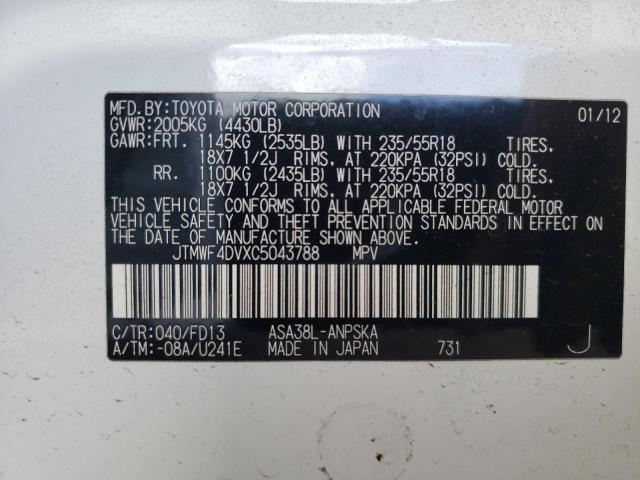 MFD. BY: TOYOTA MOTOR CORPORATION 01/12
GVWR: 2005KG (4430LB)
GAWR: FRT. 1145KG (2535LB) WITH 235/55R18 TIRES.
18X7 1/2J RIMS. AT 220KPA (32PSI) COLD.
RR. 1100KG (2435LB) WITH 235/55R18 TIRES.
18X7 1/2J RIMS. AT 220KPA (32PSI) COLD.
THIS VEHICLE CONFORMS TO ALL APPLICABLE FEDERAL MOTOR
VEHICLE SAFETY AND THEFT PREVENTION STANDARDS IN EFFECT ON
THE DATE OF MANUFACTURE SHOWN ABOVE.
JTMWF4DVXC5043788 MPV
C/TR: 040/FD13 ASA38L-ANPSKA
A/TM: -08A/U241E MADE IN JAPAN 731 J